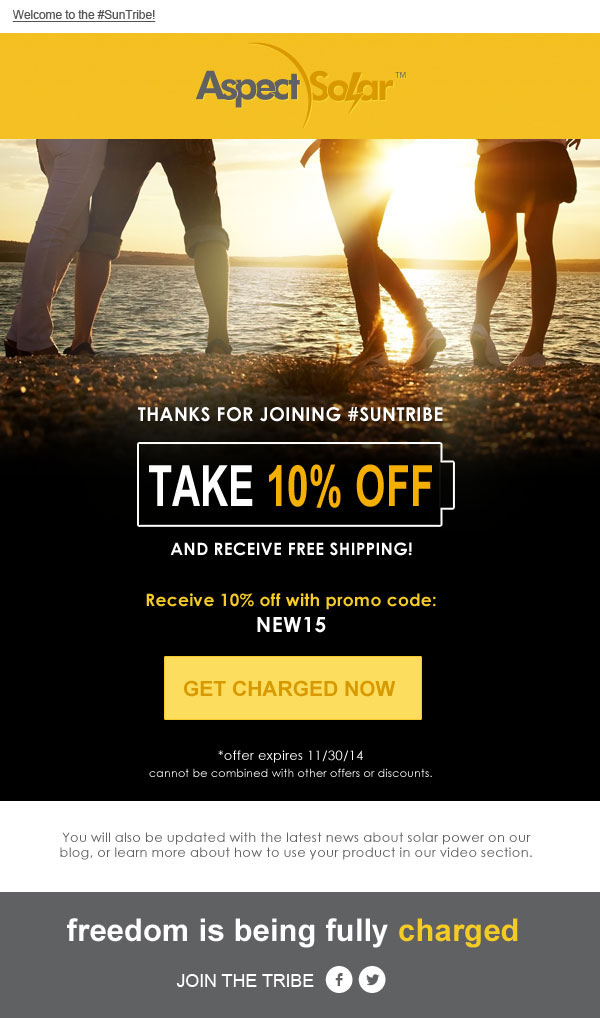 Welcome to the #SunTribe!
Aspect Solar™
THANKS FOR JOINING #SUNTRIBE
TAKE 10% OFF
AND RECEIVE FREE SHIPPING!
Receive 10% off with promo code:
NEW15
GET CHARGED NOW
*offer expires 11/30/14
cannot be combined with other offers or discounts.
You will also be updated with the latest news about solar power on our
blog, or learn more about how to use your product in our video section.
freedom is being fully charged
JOIN THE TRIBE